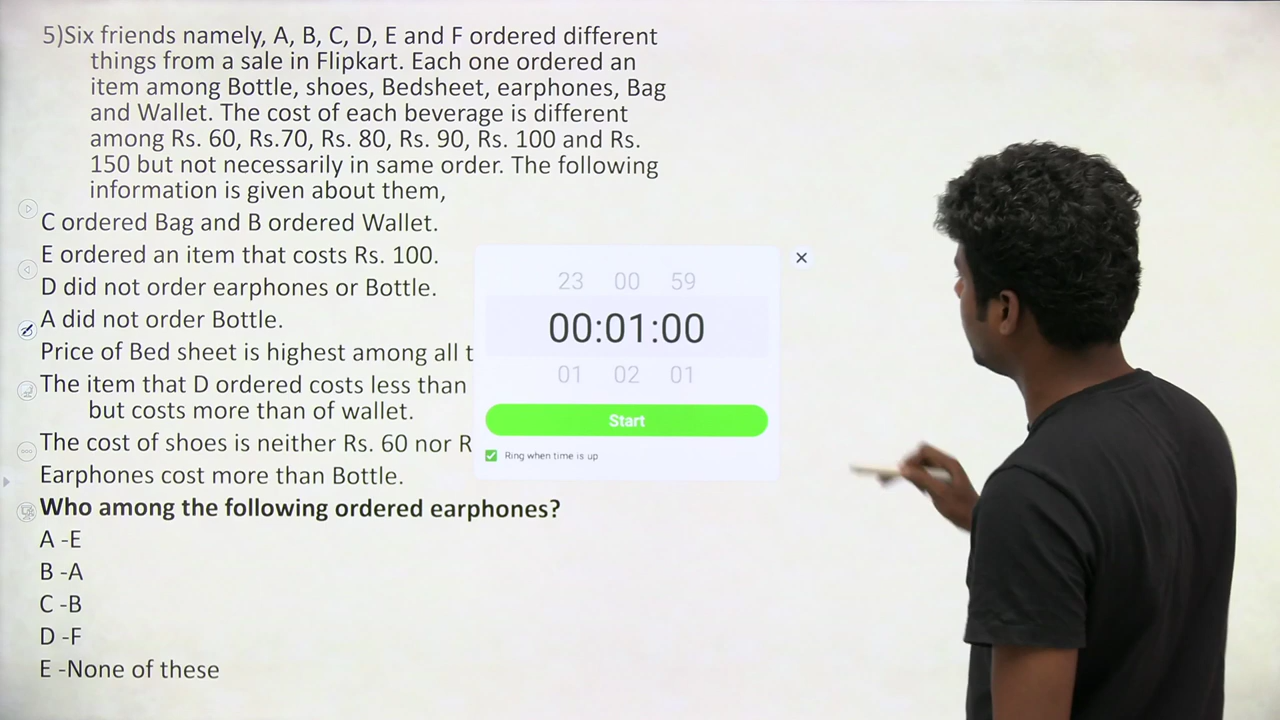 5)Six friends namely, A, B, C, D, E and F ordered different
things from a sale in Flipkart. Each one ordered an
item among Bottle, shoes, Bedsheet, earphones, Bag
and Wallet. The cost of each beverage is different
among Rs. 60, Rs.70, Rs. 80, Rs. 90, Rs. 100 and Rs.
150 but not necessarily in same order. The following
information is given about them,
C ordered Bag and B ordered Wallet.
E ordered an item that costs Rs. 100.
D did not order earphones or Bottle.
A did not order Bottle.
Price of Bed sheet is highest among all t
The item that D ordered costs less than
but costs more than of wallet.
The cost of shoes is neither Rs. 60 nor R
Earphones cost more than Bottle.
Who among the following ordered earphones?
A -E
B -A
C -B
D -F
E -None of these
23 00 59
00:01:00
01 02 01
Start
Ring when time is up